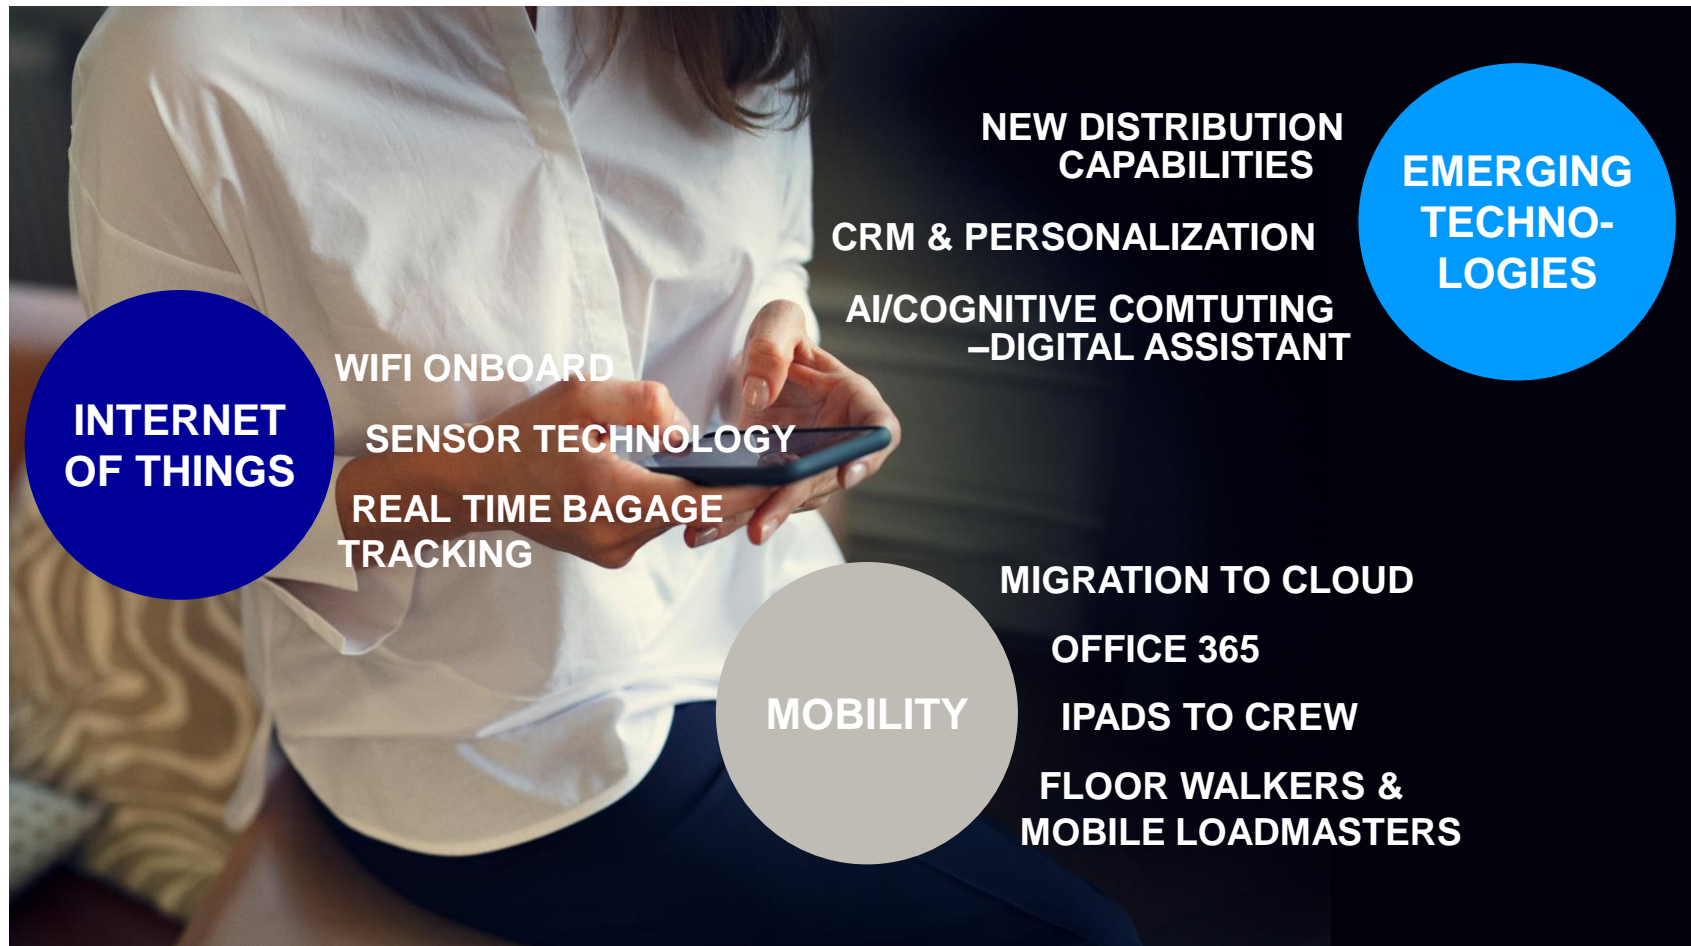 NEW DISTRIBUTION
CAPABILITIES
CRM & PERSONALIZATION
AI/COGNITIVE COMTUTING
–DIGITAL ASSISTANT
EMERGING
TECHNO-
LOGIES
INTERNET
OF THINGS
WIFI ONBOARD
SENSOR TECHNOLOGY
REAL TIME BAGAGE
TRACKING
MOBILITY
MIGRATION TO CLOUD
OFFICE 365
IPADS TO CREW
FLOOR WALKERS &
MOBILE LOADMASTERS